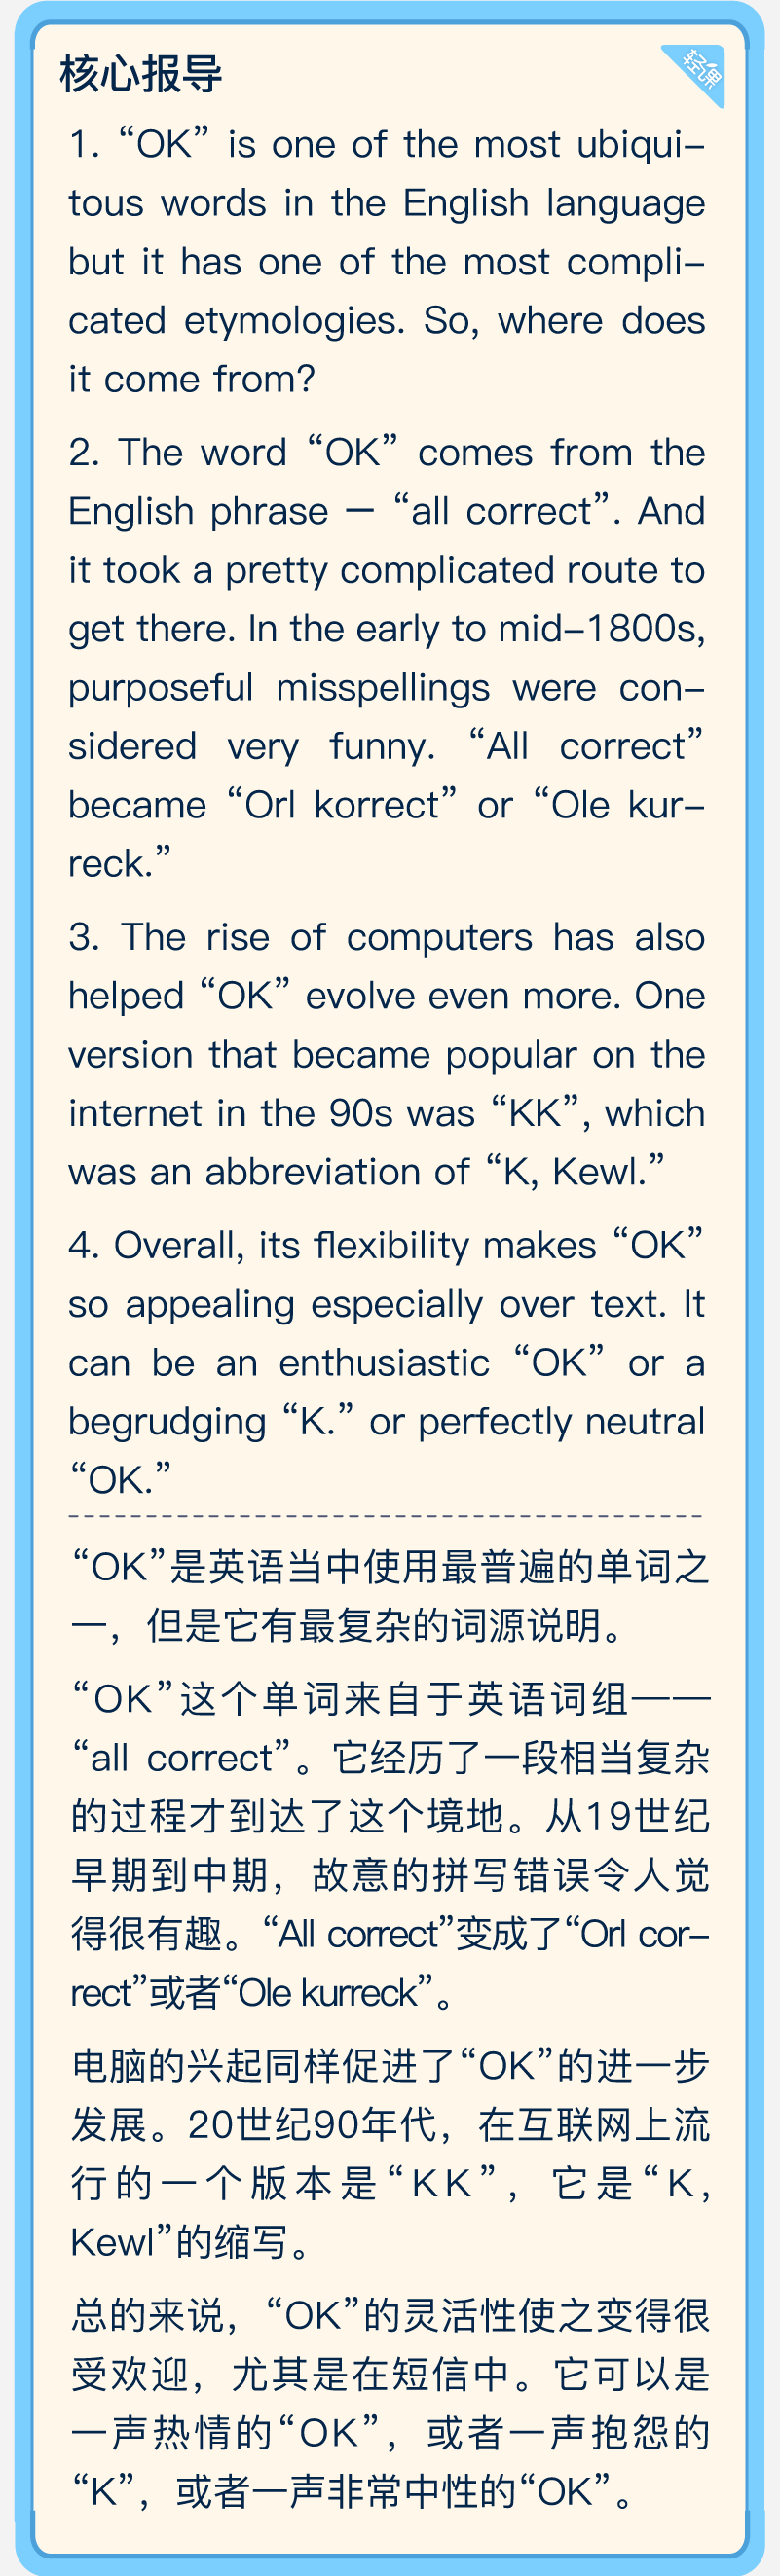 核心报导
轻课
1. “OK” is one of the most ubiqui–
tous words in the English language
but it has one of the most compli–
cated etymologies. So, where does
it come from?
2. The word “OK” comes from the
English phrase — “all correct”. And
it took a pretty complicated route to
get there. In the early to mid–1800s,
purposeful misspellings were con–
sidered very funny. “All correct”
became “Orl korrect” or “Ole kur–
reck.”
3. The rise of computers has also
helped “OK” evolve even more. One
version that became popular on the
internet in the 90s was “KK”, which
was an abbreviation of “K, Kewl.”
4. Overall, its flexibility makes “OK”
so appealing especially over text. It
can be an enthusiastic “OK” or a
begrudging “K.” or perfectly neutral
“OK.”
“OK”是英语当中使用最普遍的单词之
一，但是它有最复杂的词源说明。
“OK”这个单词来自于英语词组——
“all correct”。它经历了一段相当复杂
的过程才到达了这个境地。从19世纪
早期到中期，故意的拼写错误令人觉
得很有趣。“All correct”变成了“Orl cor–
rect”或者“Ole kurreck”。
电脑的兴起同样促进了“OK”的进一步
发展。20世纪90年代，在互联网上流
行的一个版本是“KK”，它是“K,
Kewl”的缩写。
总的来说，“OK”的灵活性使之变得很
受欢迎，尤其是在短信中。它可以是
一声热情的“OK”，或者一声抱怨的
“K”，或者一声非常中性的“OK”。